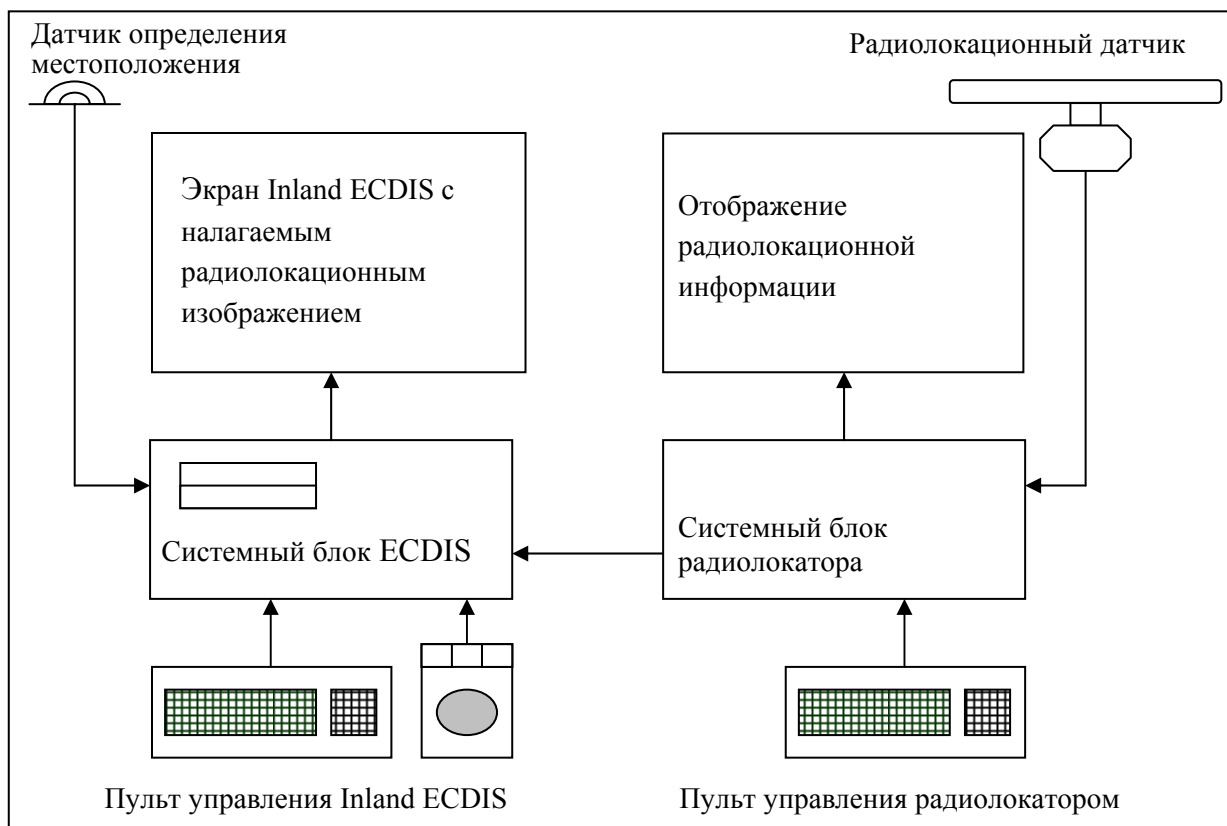 Датчик определения
местоположения
Радиолокационный датчик
Экран Inland ECDIS с
налагаемым
радиолокационным
изображением
Отображение
радиолокационной
информации
Системный блок ECDIS
Системный блок
радиолокатора
Пульт управления Inland ECDIS
Пульт управления радиолокатором